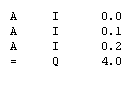 A I 0.0
A I 0.1
A I 0.2
= Q 4.0